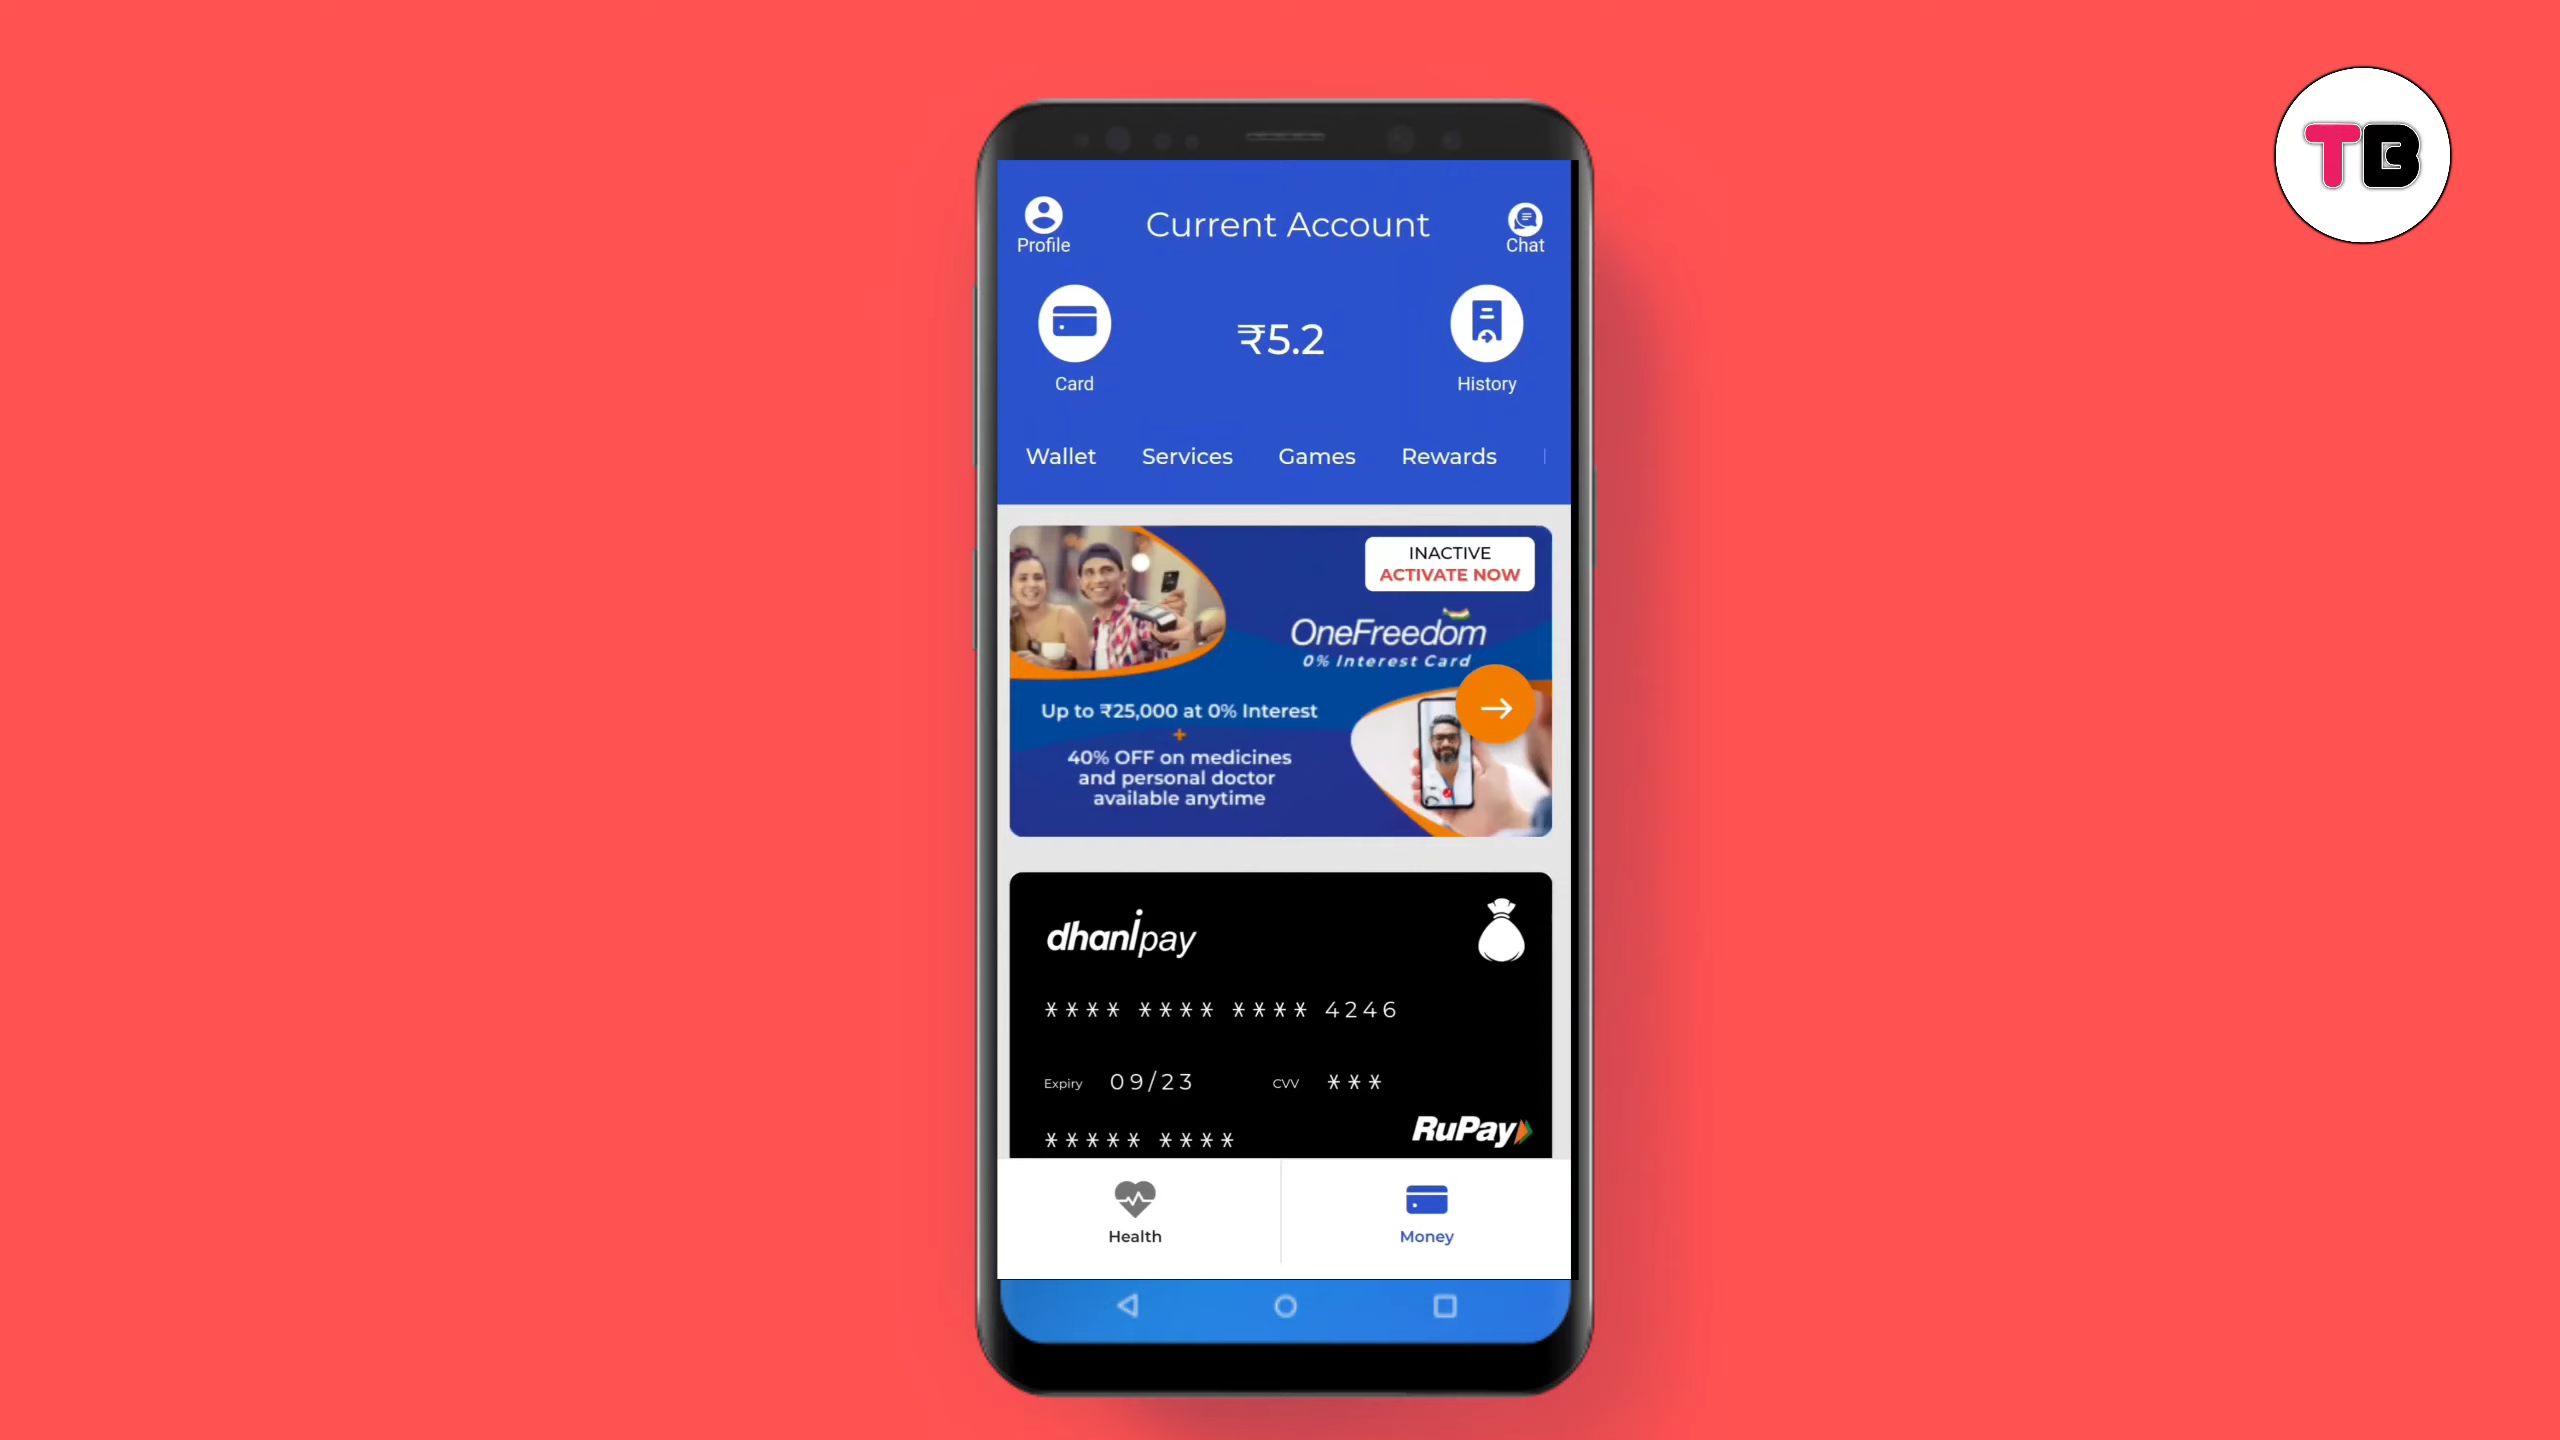 TB
Profile
Current Account
Chat
₹5.2
Card
History
Wallet Services Games Rewards
INACTIVE
ACTIVATE NOW
OneFreedom
0% Interest Card
Up to ₹25,000 at 0% Interest
+
40% OFF on medicines
and personal doctor
available anytime
dhanipay
**** **** **** 4246
Expiry 09/23 CVV ***
***** ****
RuPay
Health
Money